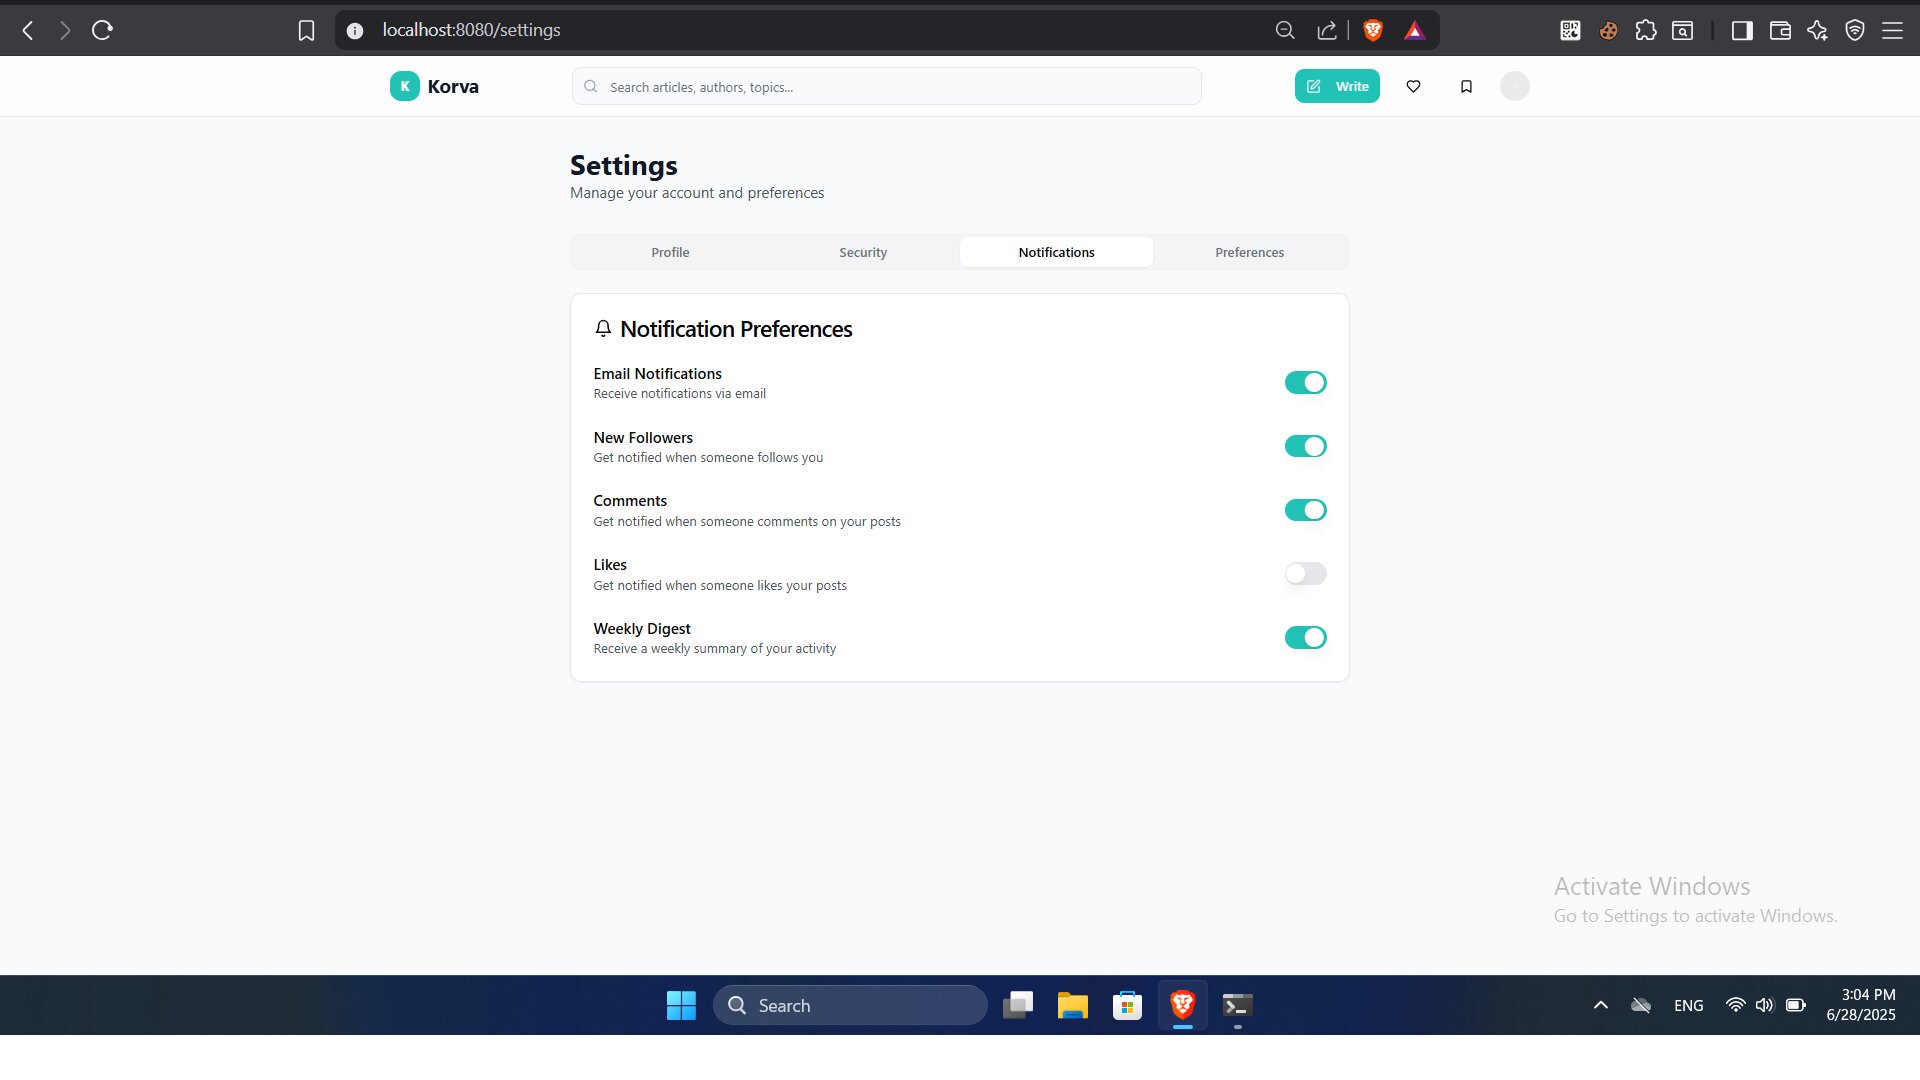 localhost:8080/settings
K Korva
Search articles, authors, topics...
Write
Settings
Manage your account and preferences
Profile
Security
Notifications
Preferences
Notification Preferences
Email Notifications
Receive notifications via email
New Followers
Get notified when someone follows you
Comments
Get notified when someone comments on your posts
Likes
Get notified when someone likes your posts
Weekly Digest
Receive a weekly summary of your activity
Activate Windows
Go to Settings to activate Windows.
Search
ENG
3:04 PM
6/28/2025